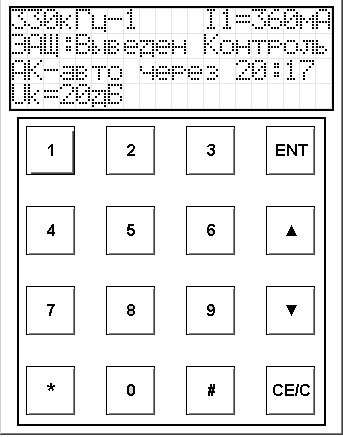 330кГц-1 I1=360мА
ЗАЩ:Выведен Контроль
АК-авто через 20:17
Uk=20дБ
1 2 3 ENT
4 5 6 ▲
7 8 9 ▼
* 0 # CE/C